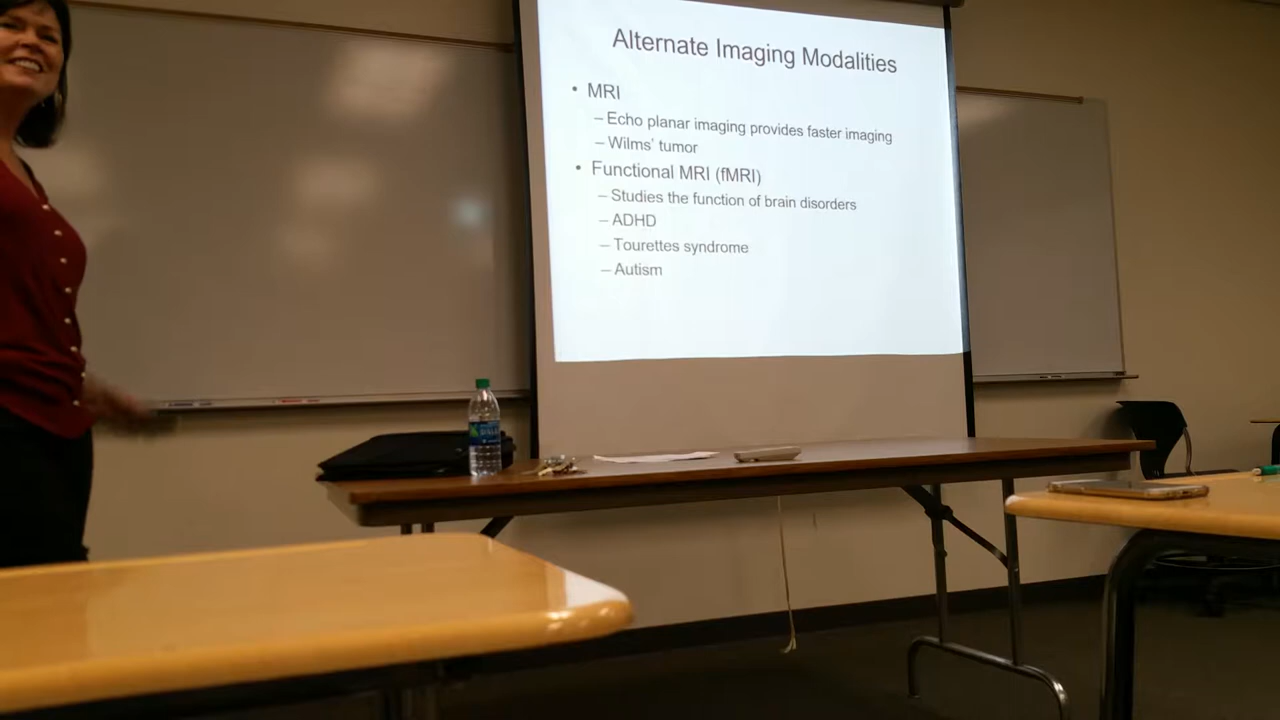 Alternate Imaging Modalities
• MRI
– Echo planar imaging provides faster imaging
– Wilms' tumor
• Functional MRI (fMRI)
– Studies the function of brain disorders
– ADHD
– Tourettes syndrome
– Autism